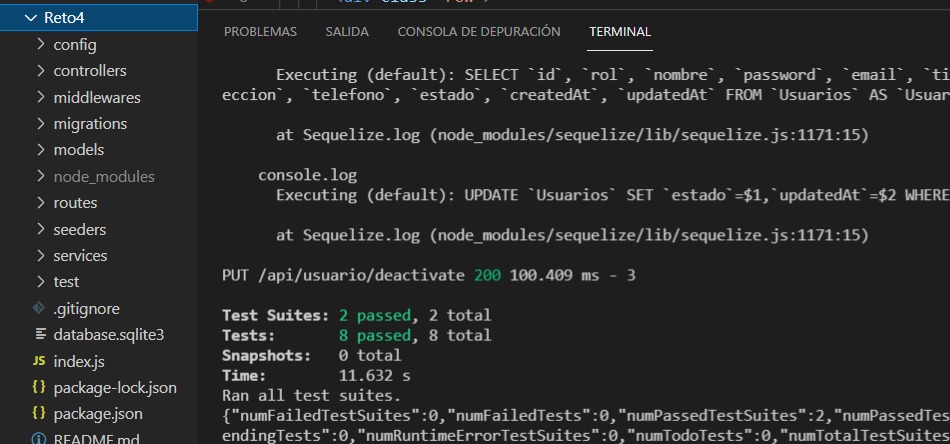 Reto4
config
controllers
middlewares
migrations
models
node_modules
routes
seeders
services
test
.gitignore
database.sqlite3
JS index.js
{} package-lock.json
{} package.json
README.md
PROBLEMAS SALIDA CONSOLA DE DEPURACIÓN TERMINAL
Executing (default): SELECT `id`, `rol`, `nombre`, `password`, `email`, `ti
eccion`, `telefono`, `estado`, `createdAt`, `updatedAt` FROM `Usuarios` AS `Usuar
at Sequelize.log (node_modules/sequelize/lib/sequelize.js:1171:15)
console.log
Executing (default): UPDATE `Usuarios` SET `estado`=$1,`updatedAt`=$2 WHERE
at Sequelize.log (node_modules/sequelize/lib/sequelize.js:1171:15)
PUT /api/usuario/deactivate 200 100.409 ms - 3
Test Suites: 2 passed, 2 total
Tests: 8 passed, 8 total
Snapshots: 0 total
Time: 11.632 s
Ran all test suites.
{"numFailedTestSuites":0,"numFailedTests":0,"numPassedTestSuites":2,"numPassedTes
endingTests":0,"numRuntimeErrorTestSuites":0,"numTodoTests":0,"numTotalTestSuites